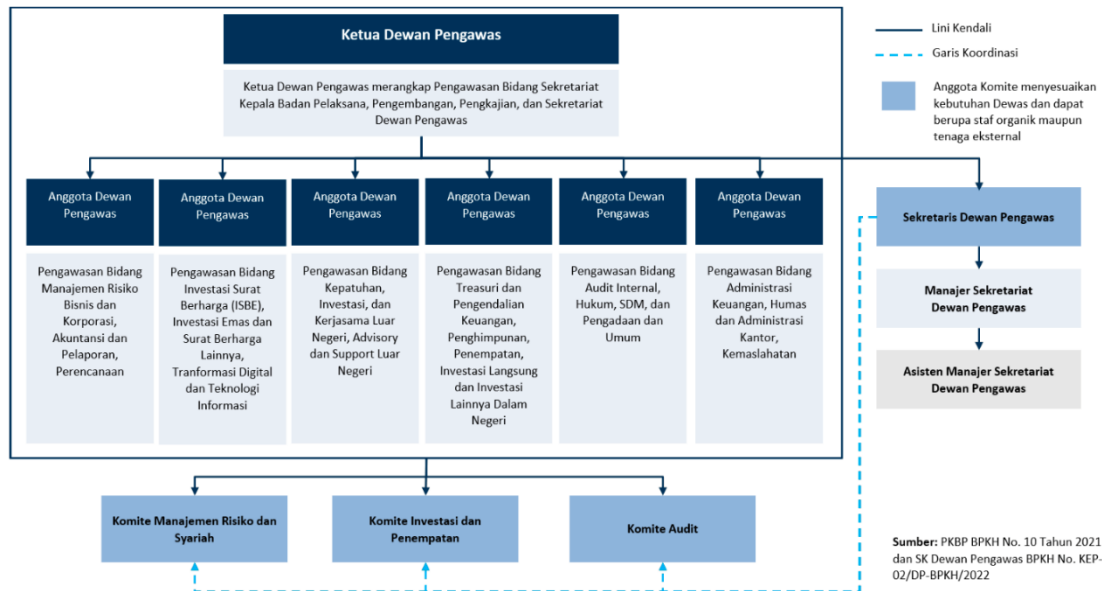 Ketua Dewan Pengawas
Ketua Dewan Pengawas merangkap Pengawasan Bidang Sekretariat
Kepala Badan Pelaksana, Pengembangan, Pengkajian, dan Sekretariat
Dewan Pengawas
Lini Kendali
Garis Koordinasi
Anggota Komite menyesuaikan
kebutuhan Dewas dan dapat
berupa staf organik maupun
tenaga eksternal
Anggota Dewan
Pengawas
Pengawasan Bidang
Manajemen Risiko
Bisnis dan
Korporasi,
Akuntansi dan
Pelaporan,
Perencanaan
Anggota Dewan
Pengawas
Pengawasan Bidang
Investasi Surat
Berharga (ISBE),
Investasi Emas dan
Surat Berharga
Lainnya,
Tranformasi Digital
dan Teknologi
Informasi
Anggota Dewan
Pengawas
Pengawasan Bidang
Kepatuhan,
Investasi, dan
Kerjasama Luar
Negeri, Advisory
dan Support Luar
Negeri
Anggota Dewan
Pengawas
Pengawasan Bidang
Treasuri dan
Pengendalian
Keuangan,
Penghimpunan,
Penempatan,
Investasi Langsung
dan Investasi
Lainnya Dalam
Negeri
Anggota Dewan
Pengawas
Pengawasan Bidang
Audit Internal,
Hukum, SDM, dan
Pengadaan dan
Umum
Anggota Dewan
Pengawas
Pengawasan Bidang
Administrasi
Keuangan, Humas
dan Administrasi
Kantor,
Kemaslahatan
Sekretaris Dewan Pengawas
Manajer Sekretariat
Dewan Pengawas
Asisten Manajer Sekretariat
Dewan Pengawas
Komite Manajemen Risiko dan
Syariah
Komite Investasi dan
Penempatan
Komite Audit
Sumber: PKBP BPKH No. 10 Tahun 2021
dan SK Dewan Pengawas BPKH No. KEP-
02/DP-BPKH/2022